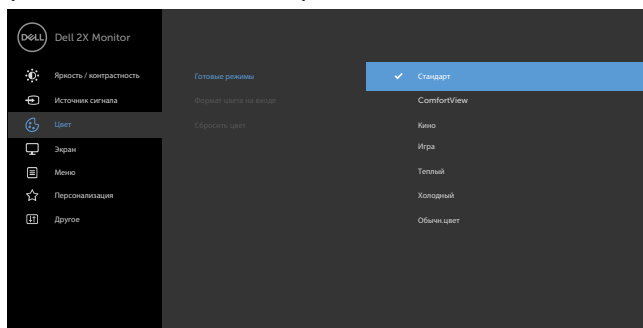 DELL
Dell 2X Monitor
Яркость / контрастность
Готовые режимы
Стандарт
Источник сигнала
Формат цвета на входе
ComfortView
Цвет
Сбросить цвет
Кино
Экран
Игра
Меню
Теплый
Персонализация
Холодный
Другое
Обычн.цвет